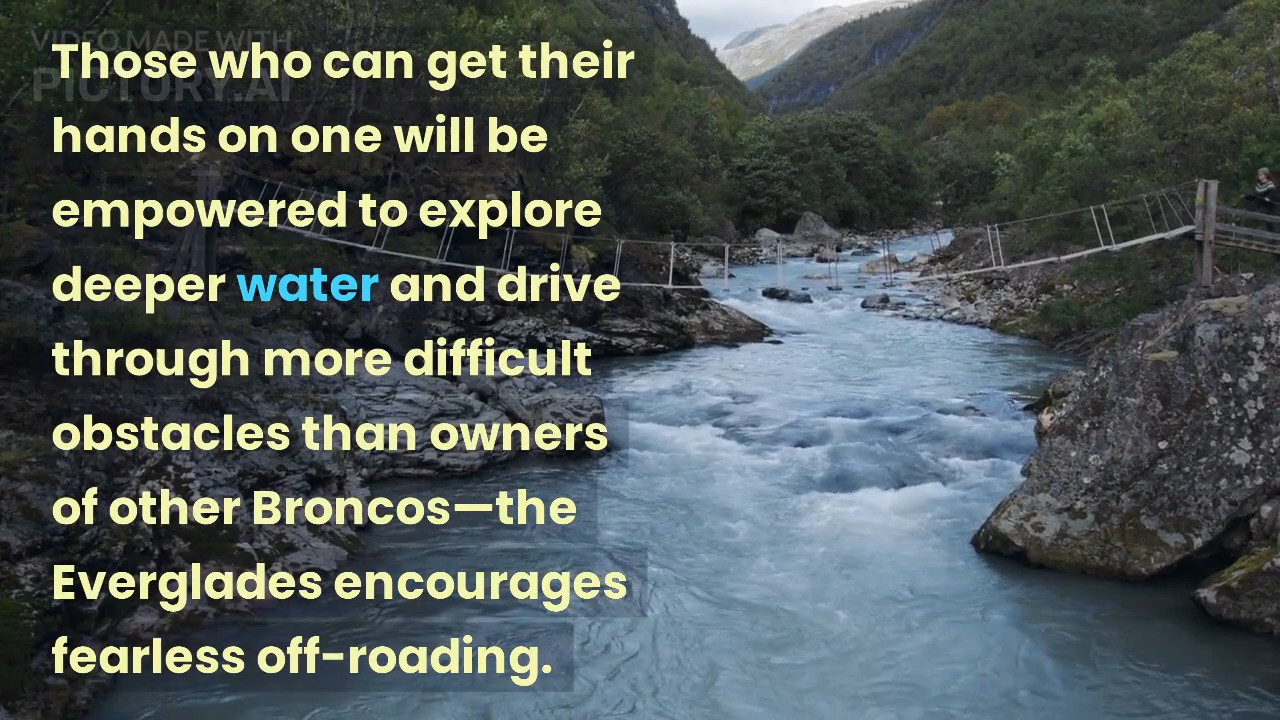 VIDEO MADE WITH
PICTORY.AI
Those who can get their
hands on one will be
empowered to explore
deeper water and drive
through more difficult
obstacles than owners
of other Broncos—the
Everglades encourages
fearless off-roading.